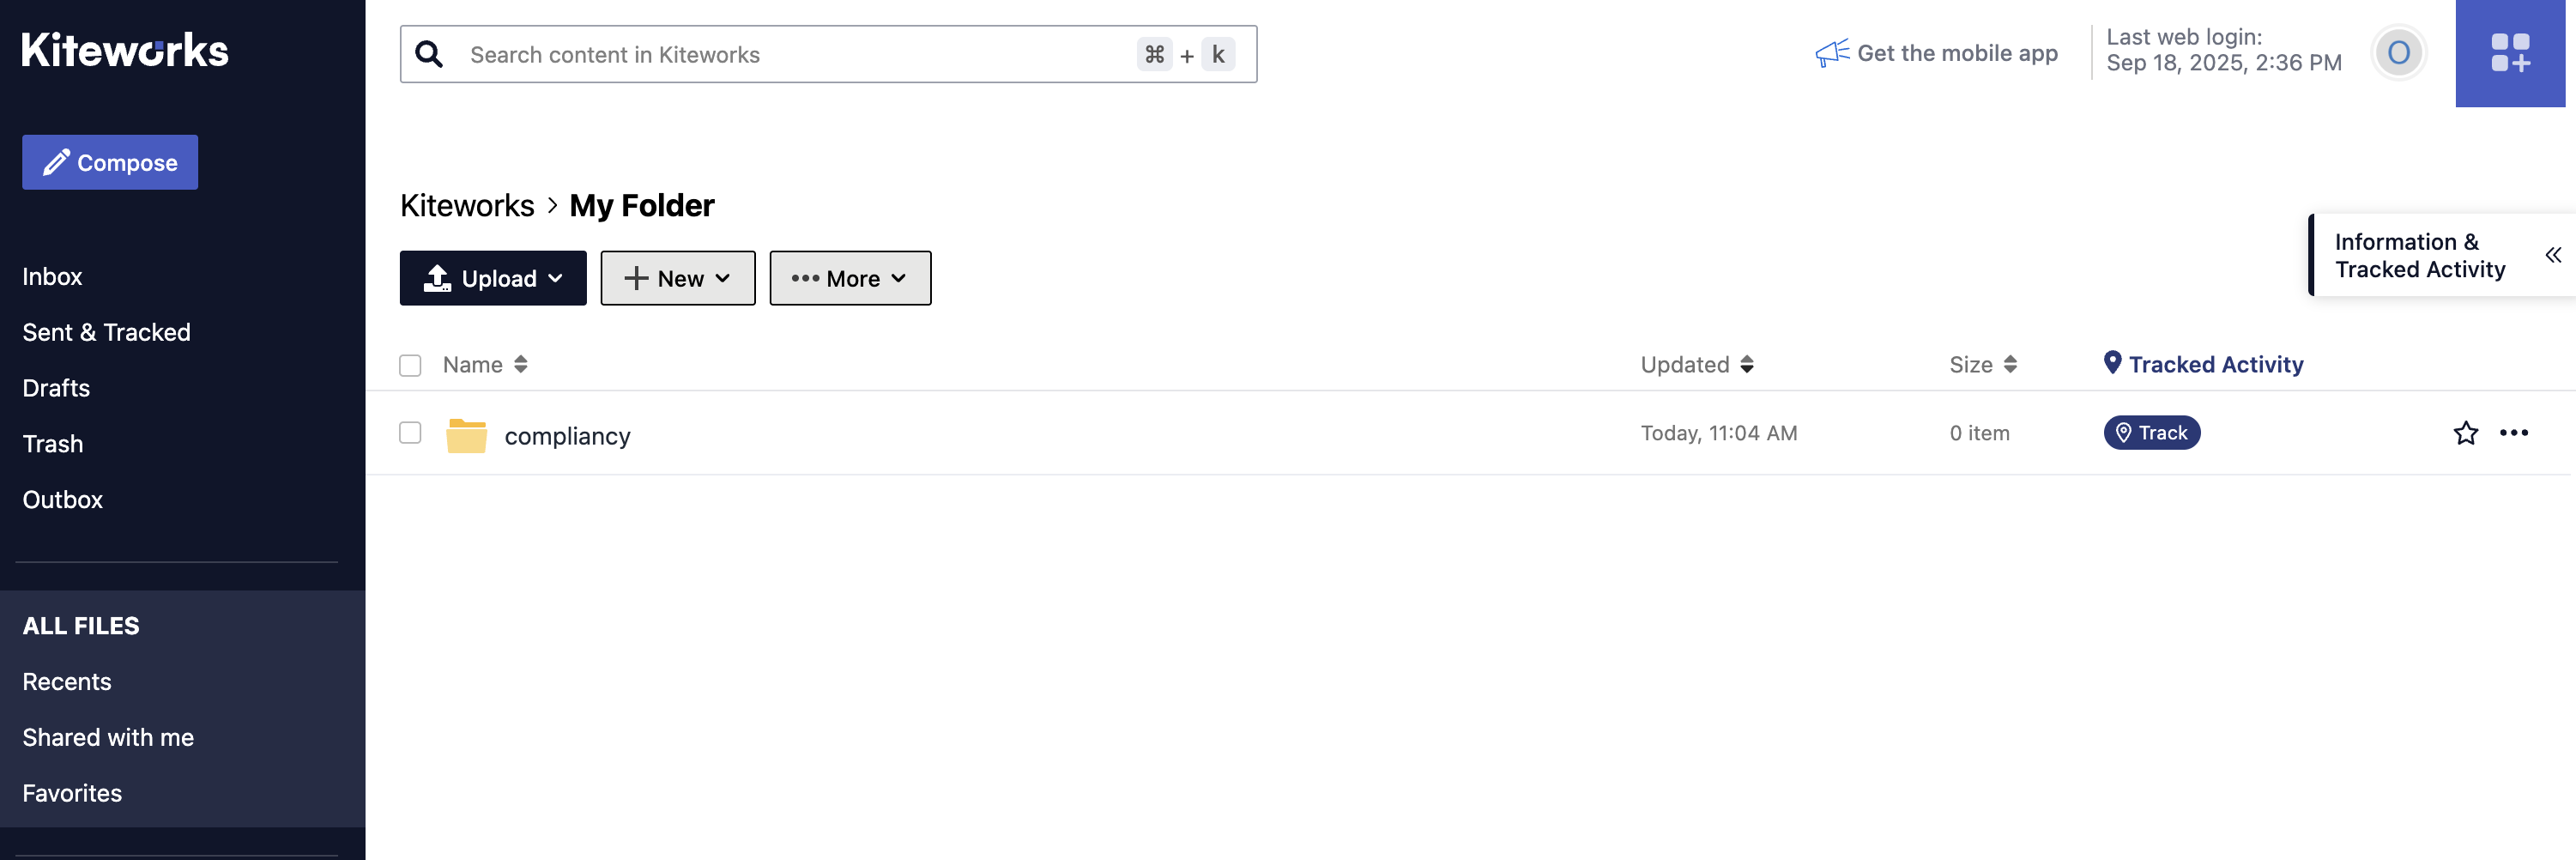 Kiteworks
Search content in Kiteworks
⌘ + k
Get the mobile app
Last web login:
Sep 18, 2025, 2:36 PM
O
Compose
Kiteworks > My Folder
Information &
Tracked Activity
Upload
New
More
Inbox
Sent & Tracked
Drafts
Trash
Outbox
Name
Updated
Size
Tracked Activity
compliancy
Today, 11:04 AM
0 item
Track
ALL FILES
Recents
Shared with me
Favorites